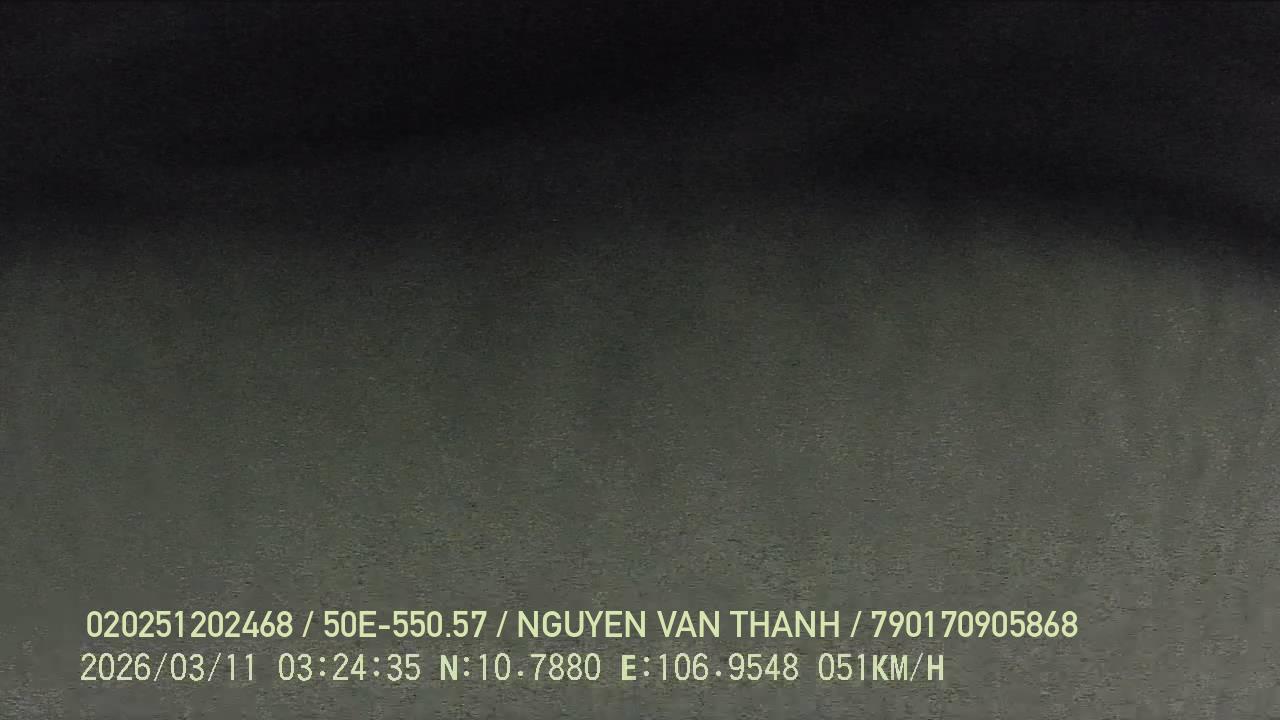 020251202468 / 50E-550.57 / NGUYEN VAN THANH / 790170905868
2026/03/11 03:24:35 N:10.7880 E:106.9548 051KM/H